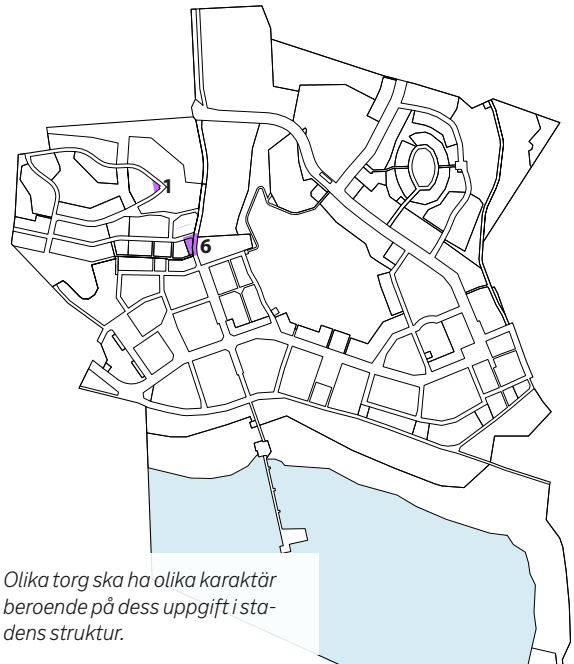 1
6
Olika torg ska ha olika karaktär
beroende på dess uppgift i sta-
dens struktur.